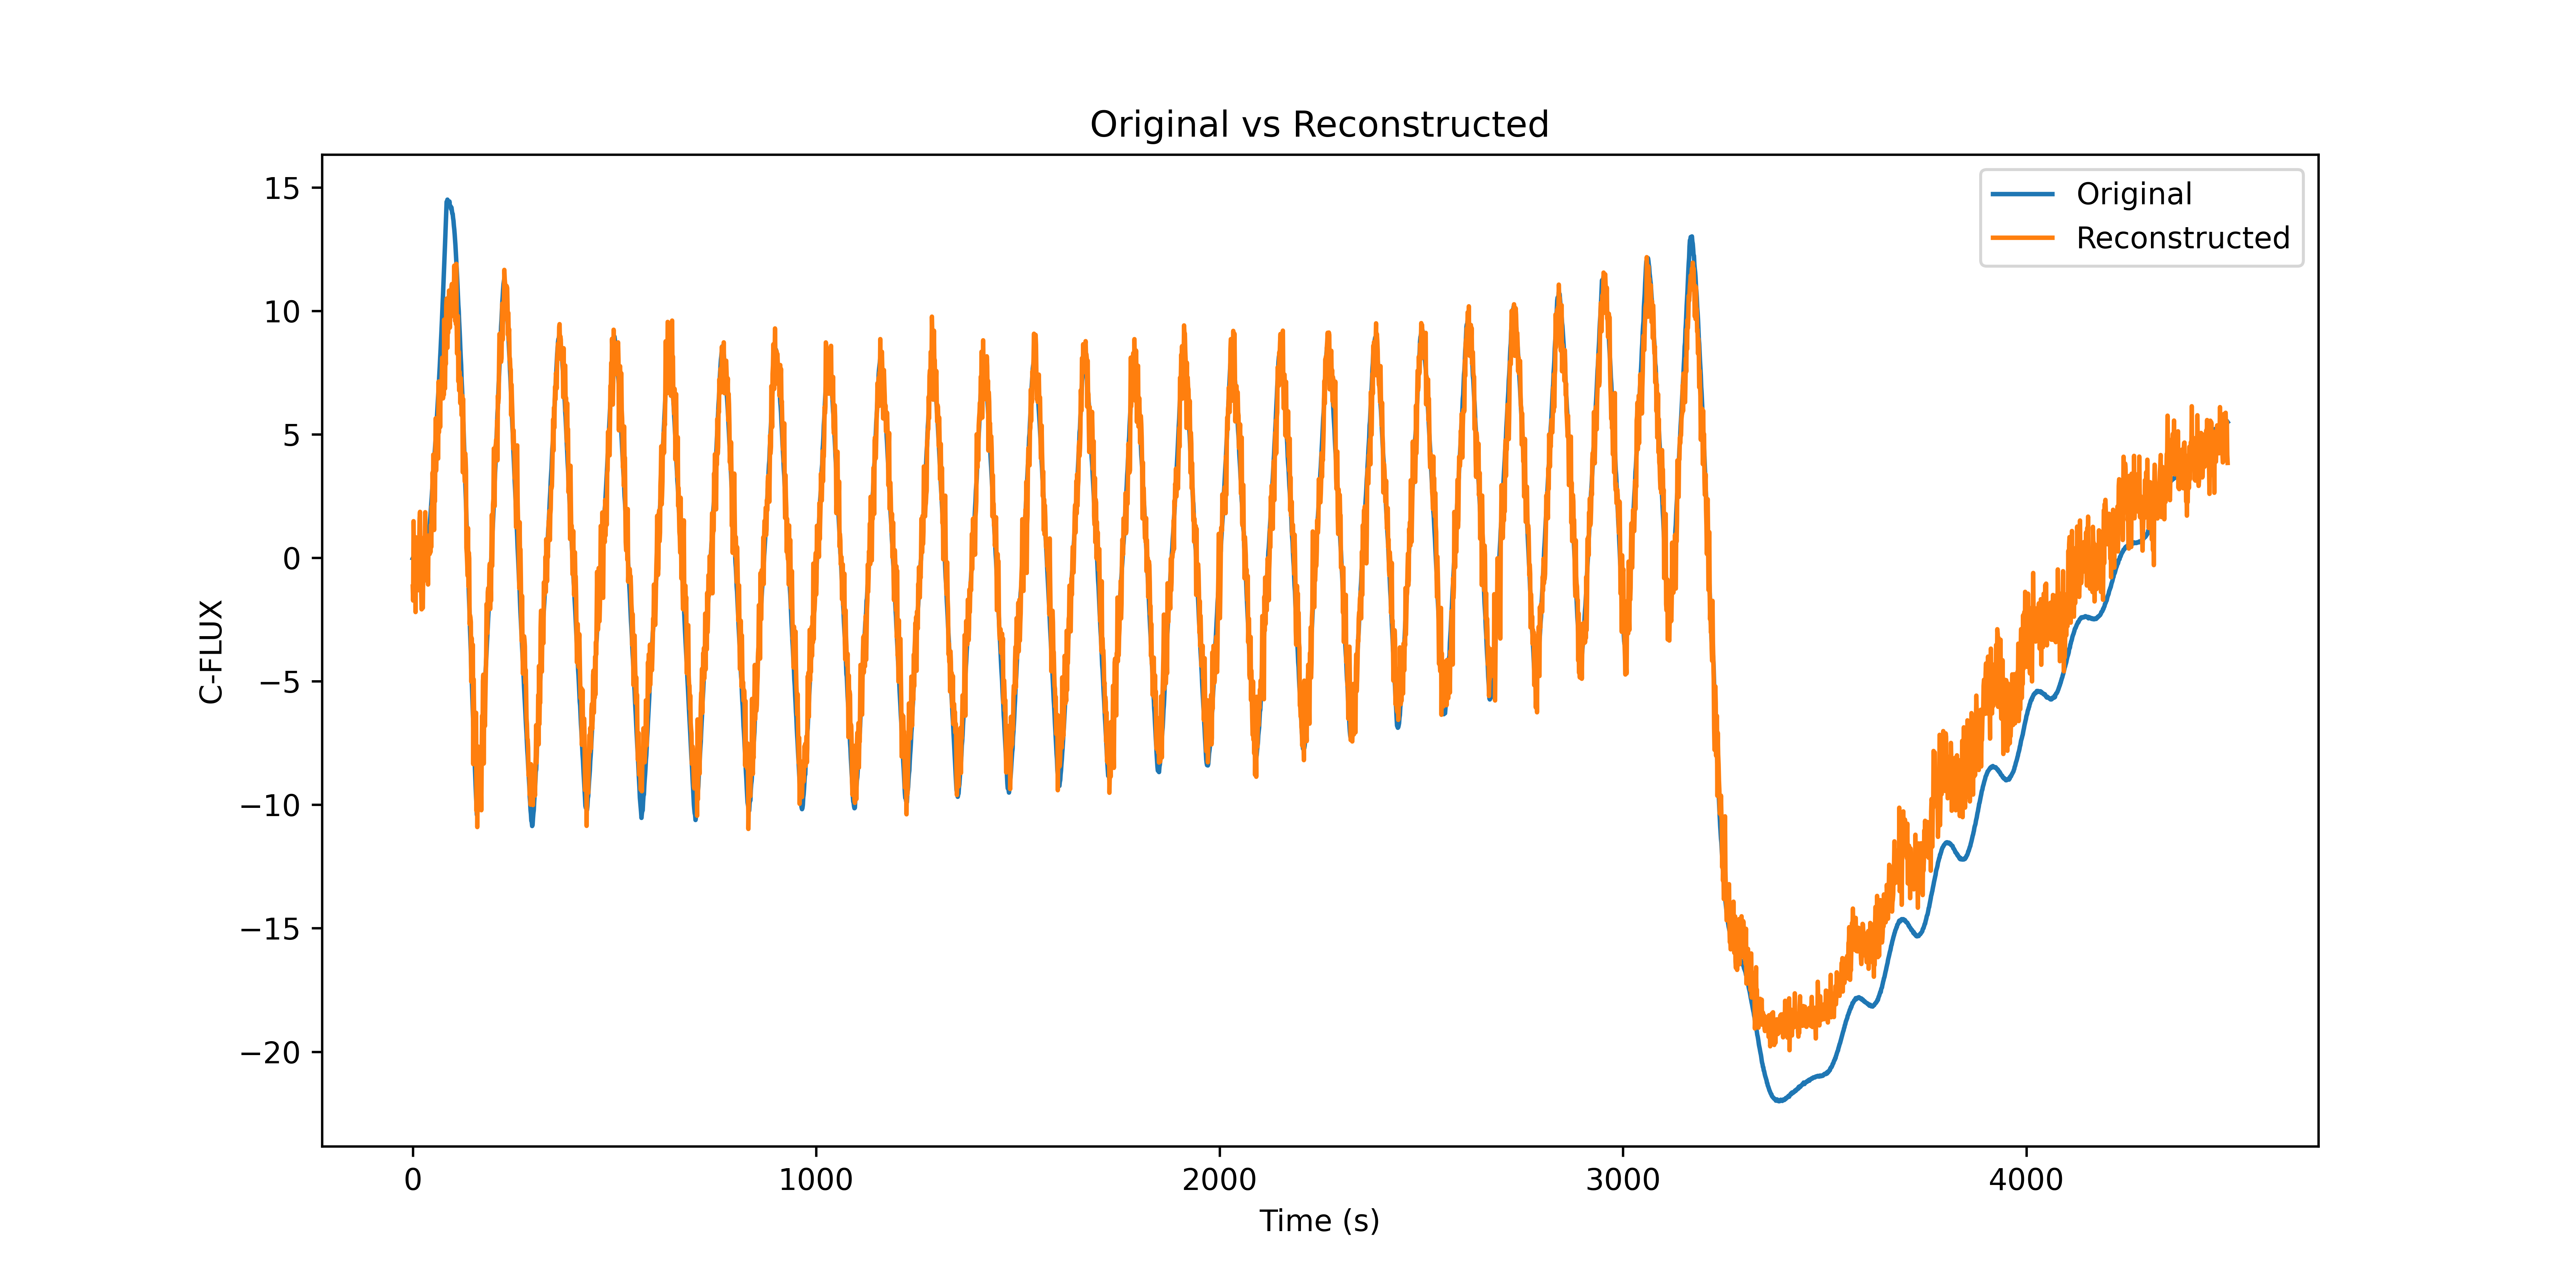 Original vs Reconstructed
Original
Reconstructed
15
10
5
0
−5
−10
−15
−20
C-FLUX
0 1000 2000 3000 4000
Time (s)